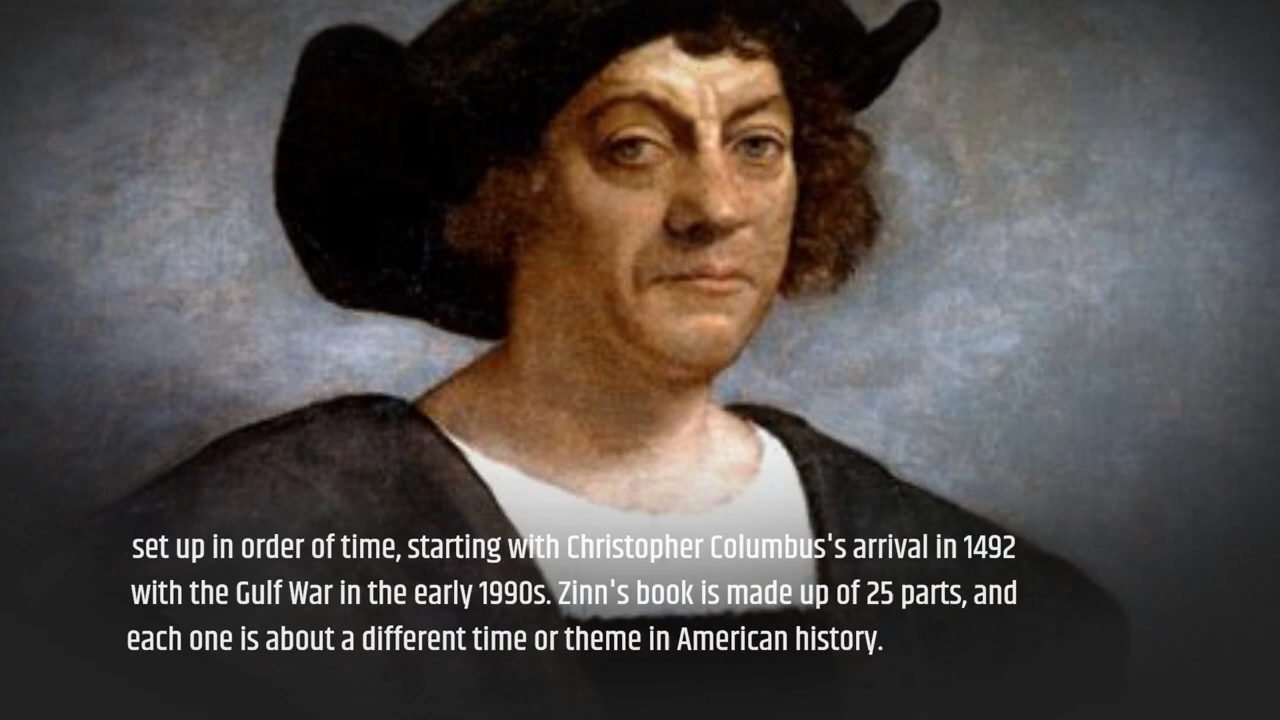 set up in order of time, starting with Christopher Columbus's arrival in 1492
with the Gulf War in the early 1990s. Zinn's book is made up of 25 parts, and
each one is about a different time or theme in American history.